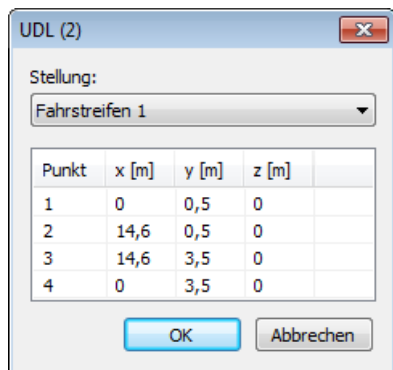 UDL (2)
Stellung:
Fahrstreifen 1
Punkt x [m] y [m] z [m]
1 0 0,5 0
2 14,6 0,5 0
3 14,6 3,5 0
4 0 3,5 0
OK Abbrechen